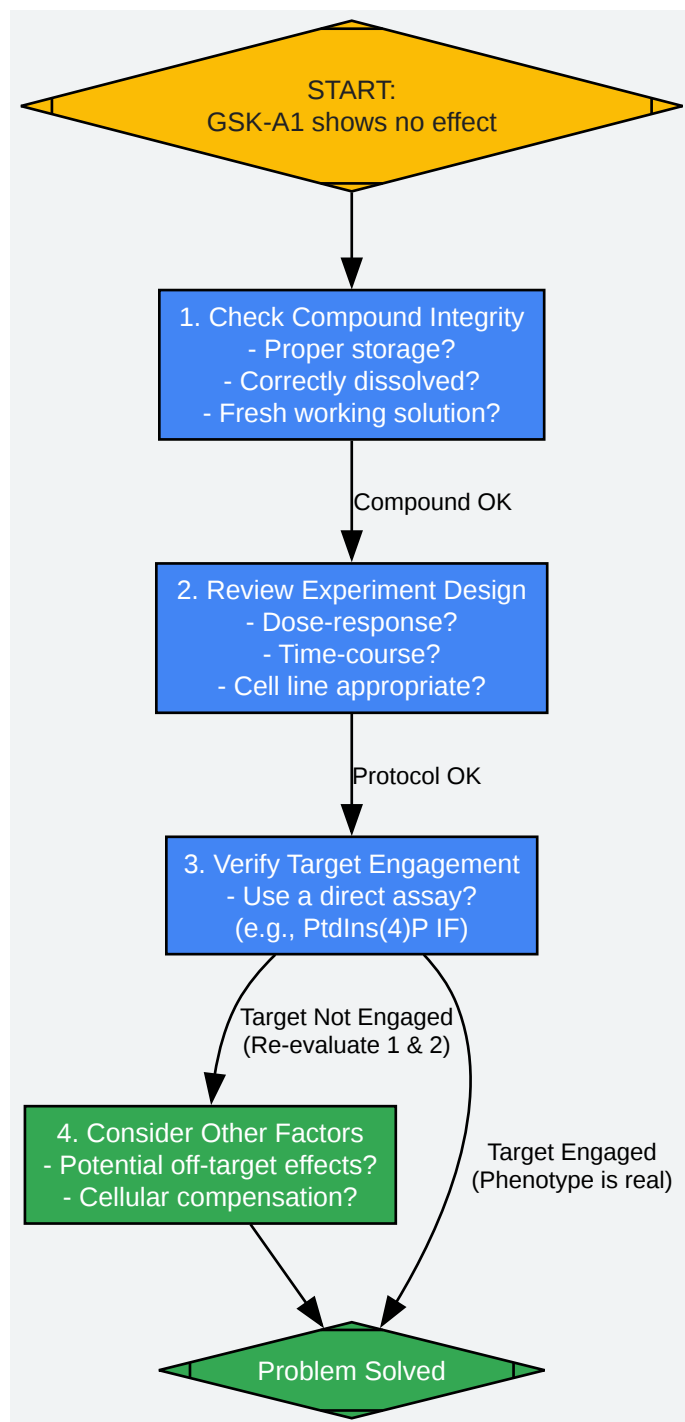 START:
GSK-A1 shows no effect
1. Check Compound Integrity
- Proper storage?
- Correctly dissolved?
- Fresh working solution?
Compound OK
2. Review Experiment Design
- Dose-response?
- Time-course?
- Cell line appropriate?
Protocol OK
3. Verify Target Engagement
- Use a direct assay?
(e.g., PtdIns(4)P IF)
Target Not Engaged
(Re-evaluate 1 & 2)
4. Consider Other Factors
- Potential off-target effects?
- Cellular compensation?
Target Engaged
(Phenotype is real)
Problem Solved